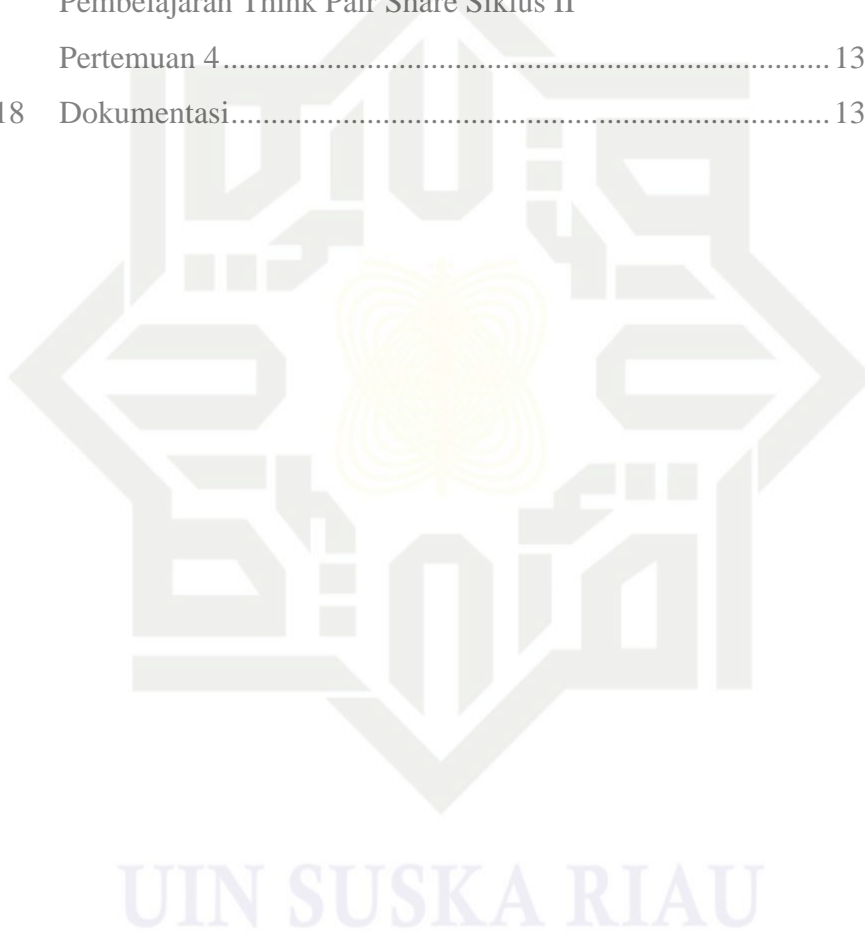 Pembelajaran Think Pair Share Siklus II
Pertemuan 4........................................................................ 13
18 Dokumentasi....................................................................... 13
UIN SUSKA RIAU